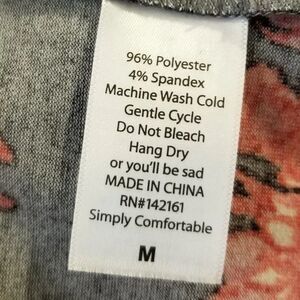 96% Polyester
4% Spandex
Machine Wash Cold
Gentle Cycle
Do Not Bleach
Hang Dry
or you'll be sad
MADE IN CHINA
RN#142161
Simply Comfortable
M